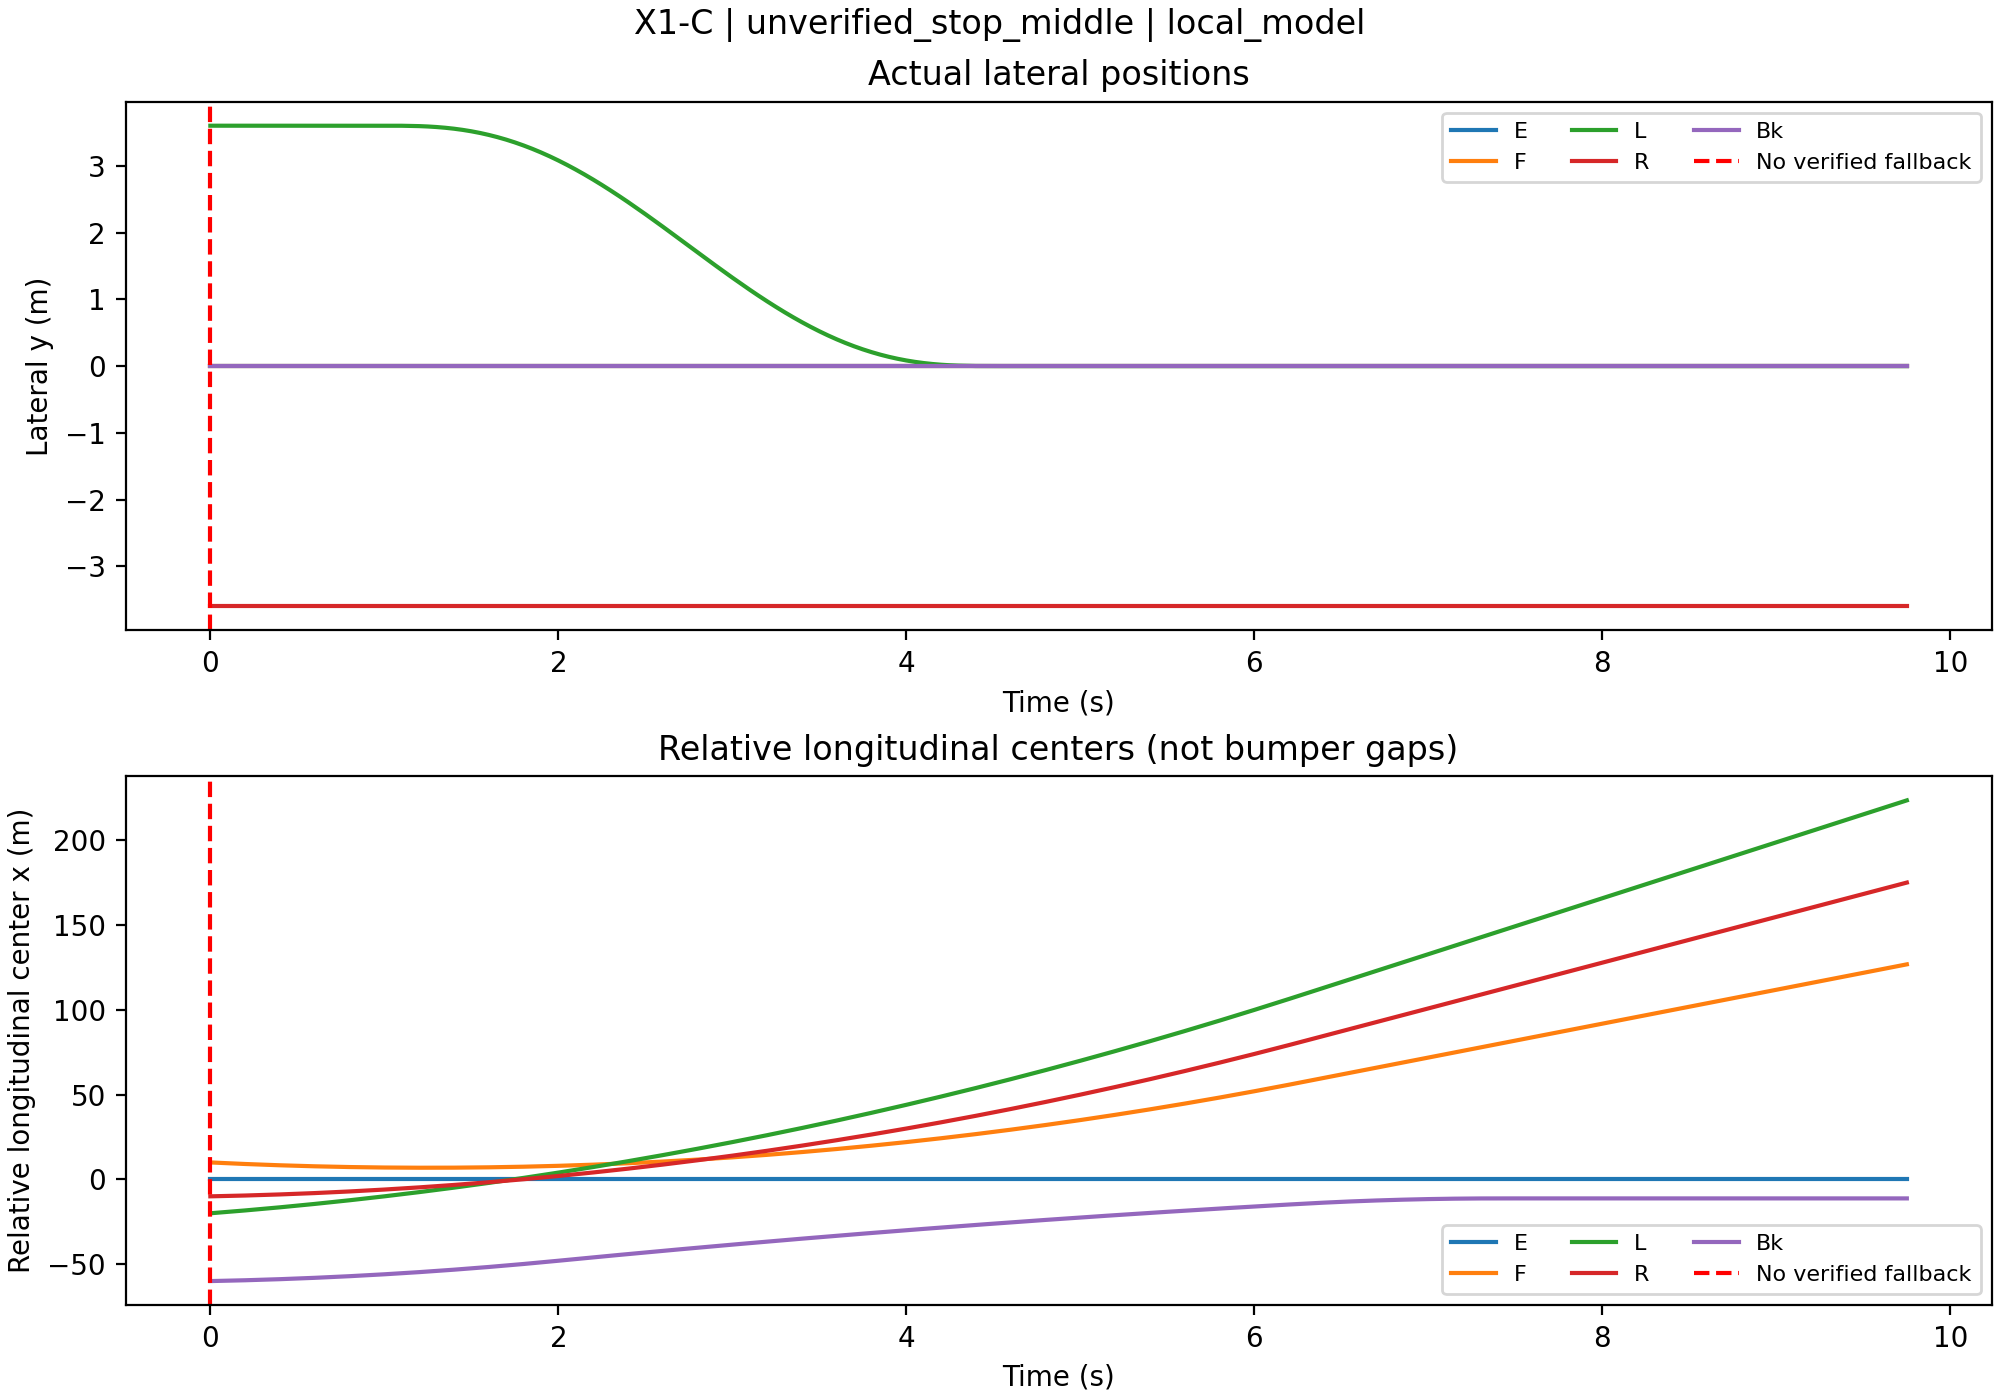 X1-C | unverified_stop_middle | local_model
Actual lateral positions
E L Bk
F R No verified fallback
Lateral y (m)
3
2
1
0
−1
−2
−3
0 2 4 6 8 10
Time (s)
Relative longitudinal centers (not bumper gaps)
Relative longitudinal center x (m)
200
150
100
50
0
−50
E L Bk
F R No verified fallback
0 2 4 6 8 10
Time (s)